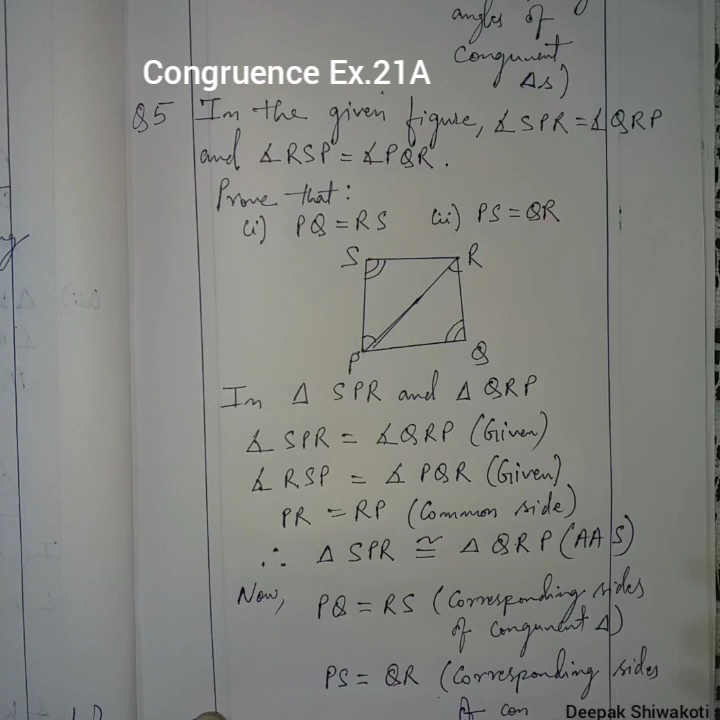 angles of
congruent
Δs)
Congruence Ex.21A
Q5 In the given figure, ∡SPR = ∡QRP
and ∡RSP = ∡PQR.
Prove that:
(i) PQ = RS (ii) PS = QR
S R
P Q
In Δ SPR and Δ QRP
∡ SPR = ∡QRP (Given)
∡ RSP = ∡ PQR (Given)
PR = RP (Common side)
∴ Δ SPR ≅ Δ QRP (AAS)
Now, PQ = RS (Corresponding sides
of congruent Δ)
PS = QR (Corresponding sides
of con
Deepak Shiwakoti